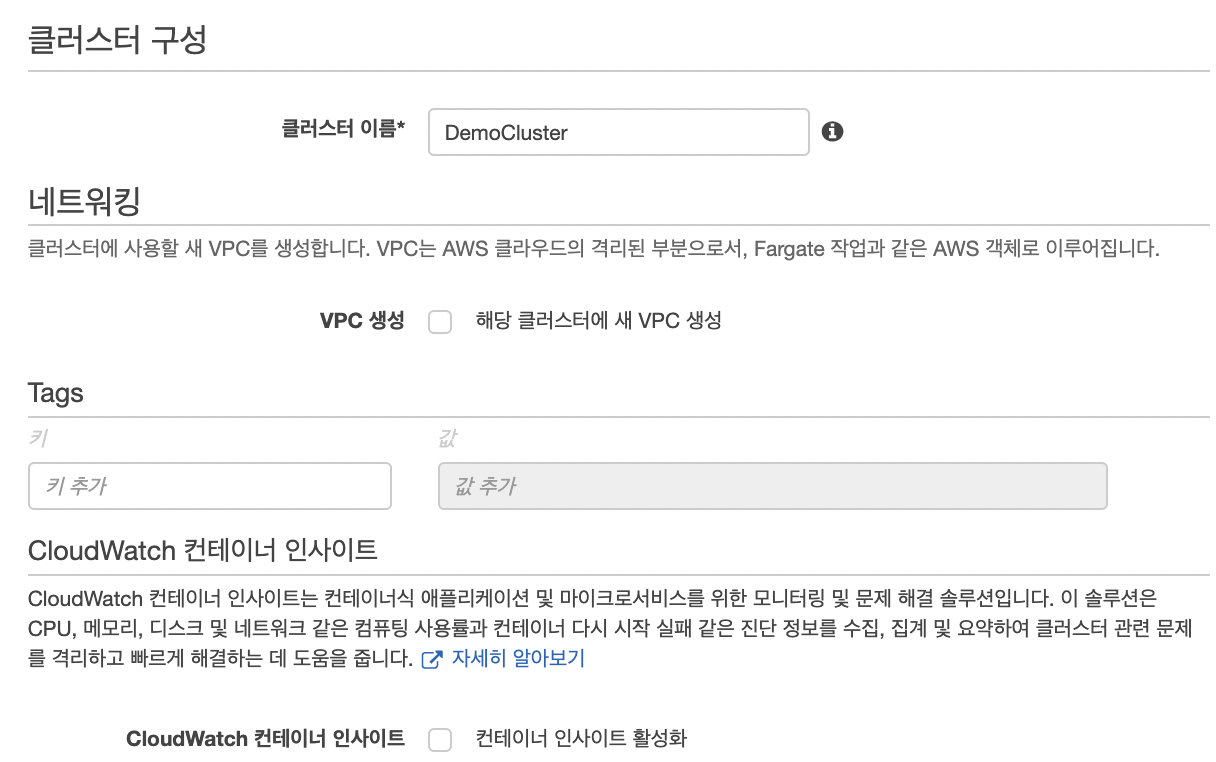 클러스터 구성
클러스터 이름* DemoCluster
네트워킹
클러스터에 사용할 새 VPC를 생성합니다. VPC는 AWS 클라우드의 격리된 부분으로서, Fargate 작업과 같은 AWS 객체로 이루어집니다.
VPC 생성 해당 클러스터에 새 VPC 생성
Tags
키 값
키 추가 값 추가
CloudWatch 컨테이너 인사이트
CloudWatch 컨테이너 인사이트는 컨테이너식 애플리케이션 및 마이크로서비스를 위한 모니터링 및 문제 해결 솔루션입니다. 이 솔루션은
CPU, 메모리, 디스크 및 네트워크 같은 컴퓨팅 사용률과 컨테이너 다시 시작 실패 같은 진단 정보를 수집, 집계 및 요약하여 클러스터 관련 문제
를 격리하고 빠르게 해결하는 데 도움을 줍니다. 자세히 알아보기
CloudWatch 컨테이너 인사이트 컨테이너 인사이트 활성화